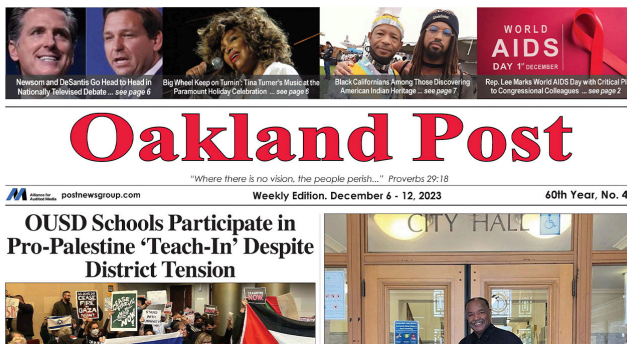 Newsom and DeSantis Go Head to Head in
Nationally Televised Debate ... see page 6
Big Wheel Keep on Turnin': Tina Turner's Music at the
Paramount Holiday Celebration ... see page 6
Black Californians Among Those Discovering
American Indian Heritage ... see page 7
WORLD
AIDS
DAY 1st DECEMBER
Rep. Lee Marks World AIDS Day with Critical Pl
to Congressional Colleagues ... see page 2
Oakland Post
“Where there is no vision, the people perish...” Proverbs 29:18
Alliance for
Audited Media
postnewsgroup.com
Weekly Edition. December 6 - 12, 2023
60th Year, No. 4
OUSD Schools Participate in
Pro-Palestine ‘Teach-In’ Despite
District Tension
CITY HALL
CEASE
FIRE
GAZA
NOW